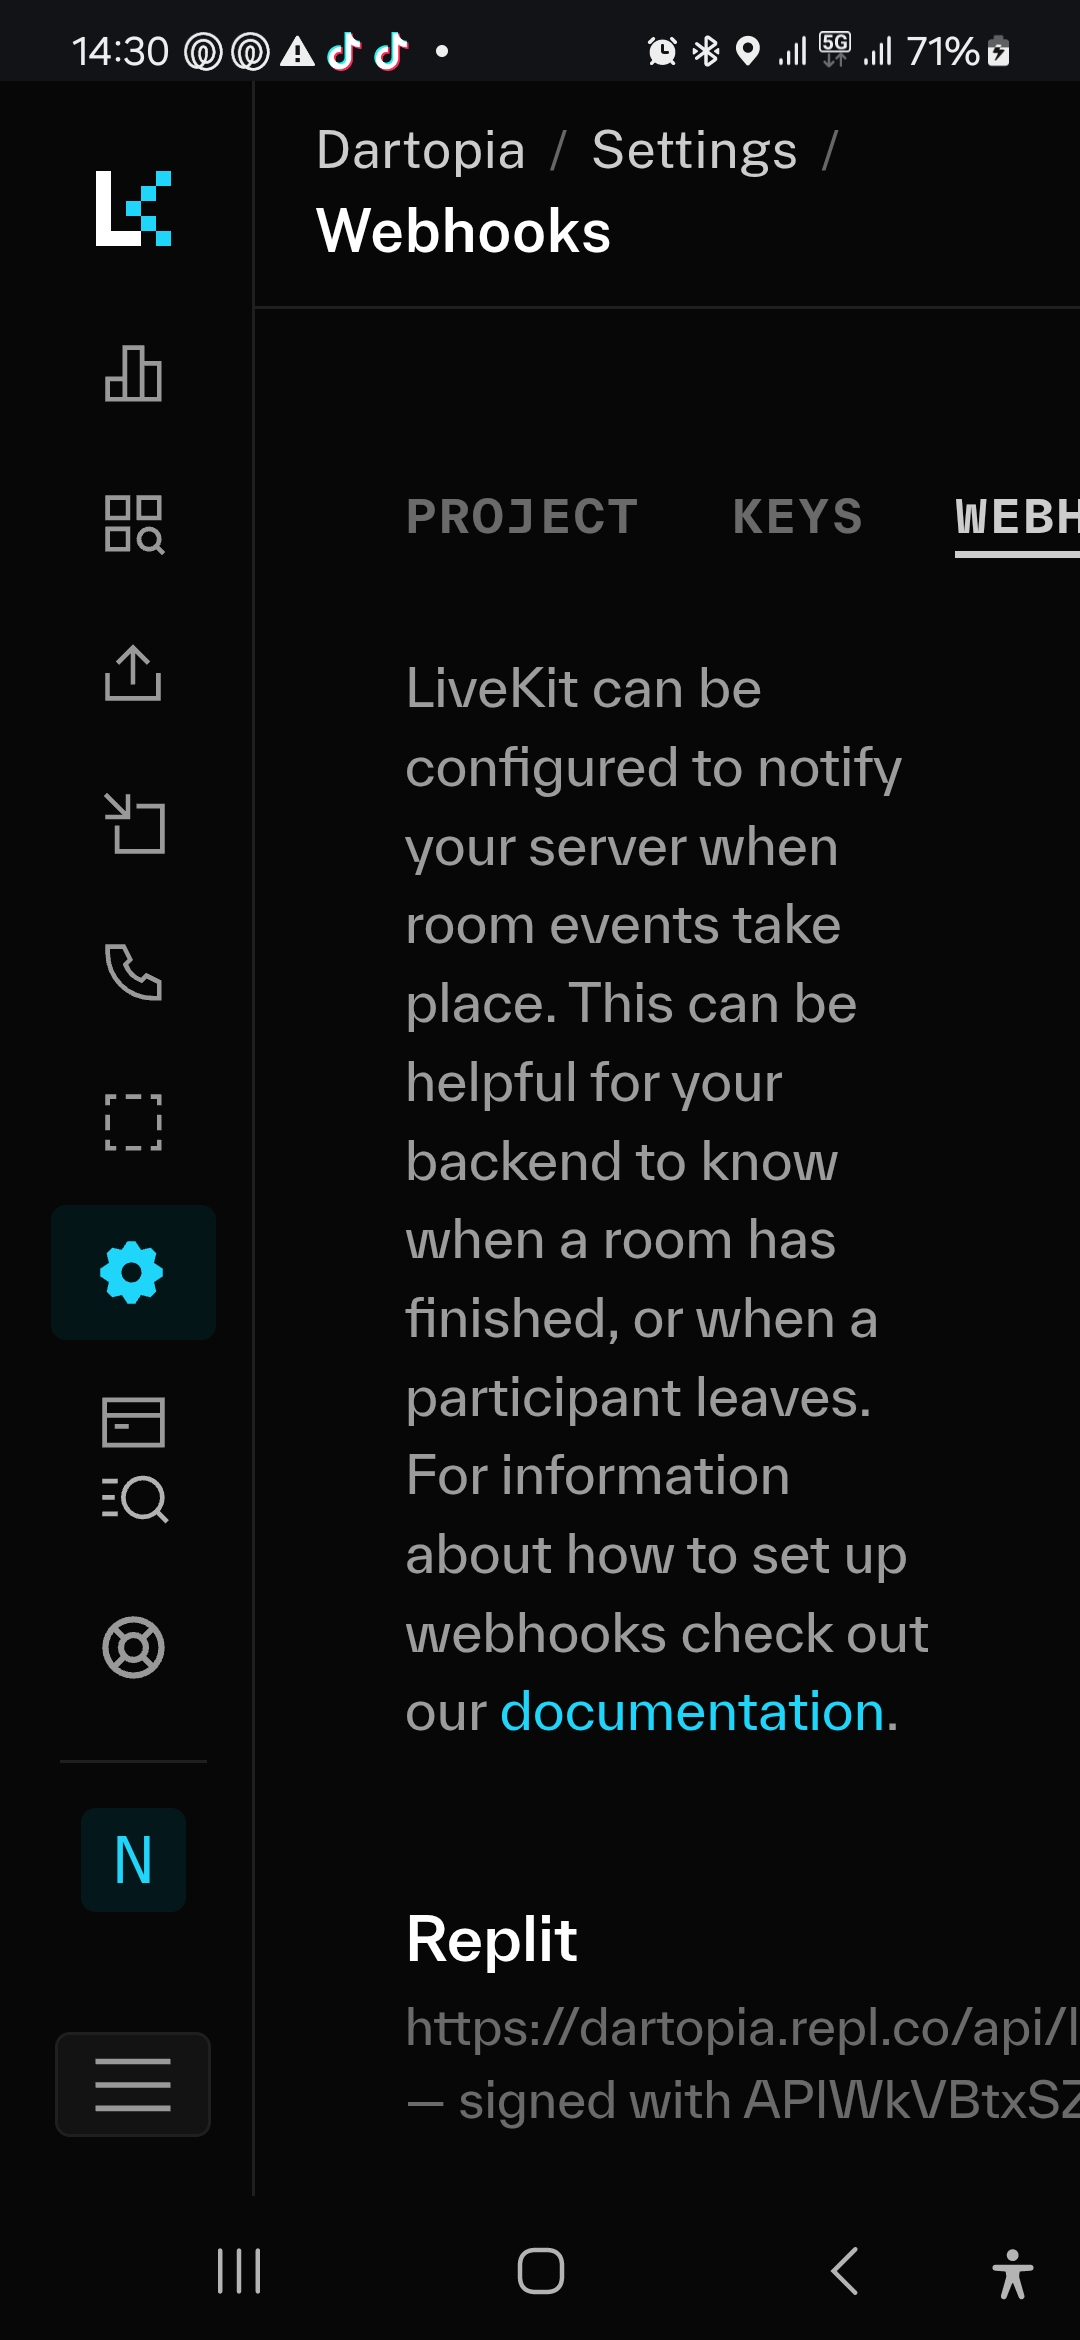 14:30 5G 71%
Dartopia / Settings /
Webhooks
PROJECT KEYS WEBH
LiveKit can be
configured to notify
your server when
room events take
place. This can be
helpful for your
backend to know
when a room has
finished, or when a
participant leaves.
For information
about how to set up
webhooks check out
our documentation.
N
Replit
https://dartopia.repl.co/api/l
— signed with APIWkVBtxSZ